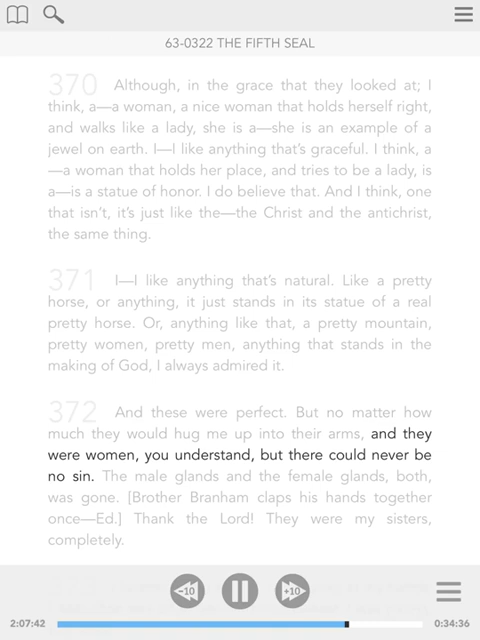 63-0322 THE FIFTH SEAL
370 Although, in the grace that they looked at; I
think, a—a woman, a nice woman that holds herself right,
and walks like a lady, she is a—she is an example of a
jewel on earth. I—I like anything that's graceful. I think, a
—a woman that holds her place, and tries to be a lady, is
a—is a statue of honor. I do believe that. And I think, one
that isn't, it's just like the—the Christ and the antichrist,
the same thing.
371 I—I like anything that's natural. Like a pretty
horse, or anything, it just stands in its statue of a real
pretty horse. Or, anything like that, a pretty mountain,
pretty women, pretty men, anything that stands in the
making of God, I always admired it.
372 And these were perfect. But no matter how
much they would hug me up into their arms, and they
were women, you understand, but there could never be
no sin. The male glands and the female glands, both,
was gone. [Brother Branham claps his hands together
once—Ed.] Thank the Lord! They were my sisters,
completely.
-10 +10
2:07:42 0:34:36